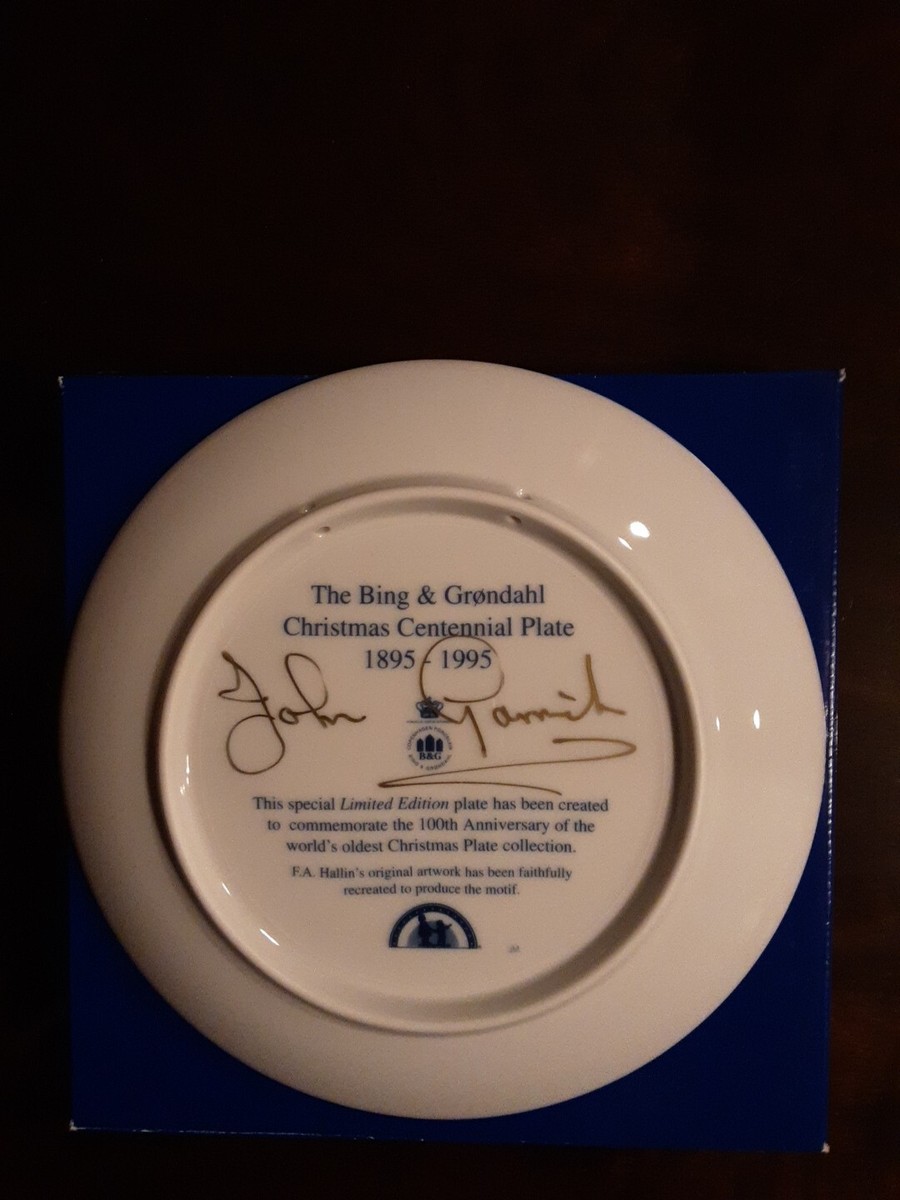 The Bing & Grøndahl
Christmas Centennial Plate
1895 - 1995
John
B&G
This special Limited Edition plate has been created
to commemorate the 100th Anniversary of the
world's oldest Christmas Plate collection.
F.A. Hallin's original artwork has been faithfully
recreated to produce the motif.